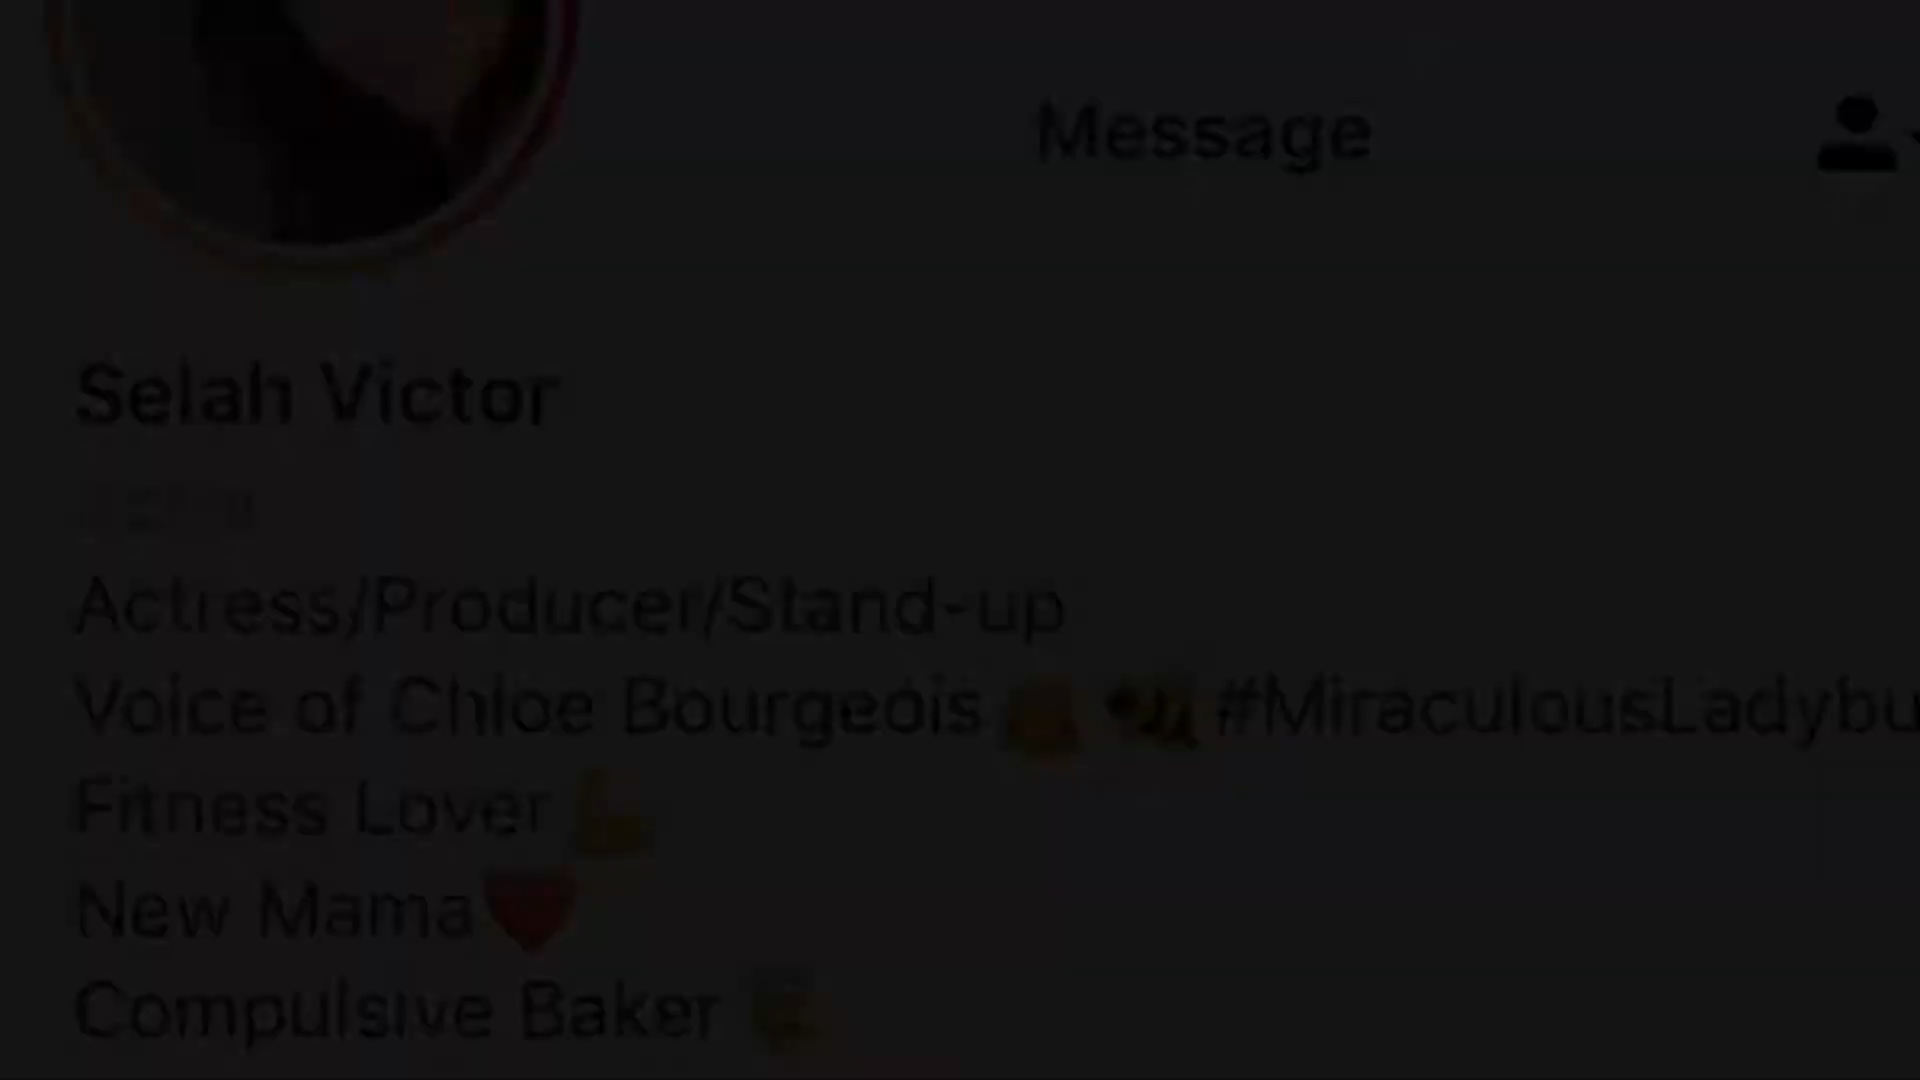 Message
Selah Victor
Actress/Producer/Stand-up
Voice of Chloe Bourgeois 🐝 #MiraculousLadybu
Fitness Lover 💪
New Mama❤️
Compulsive Baker